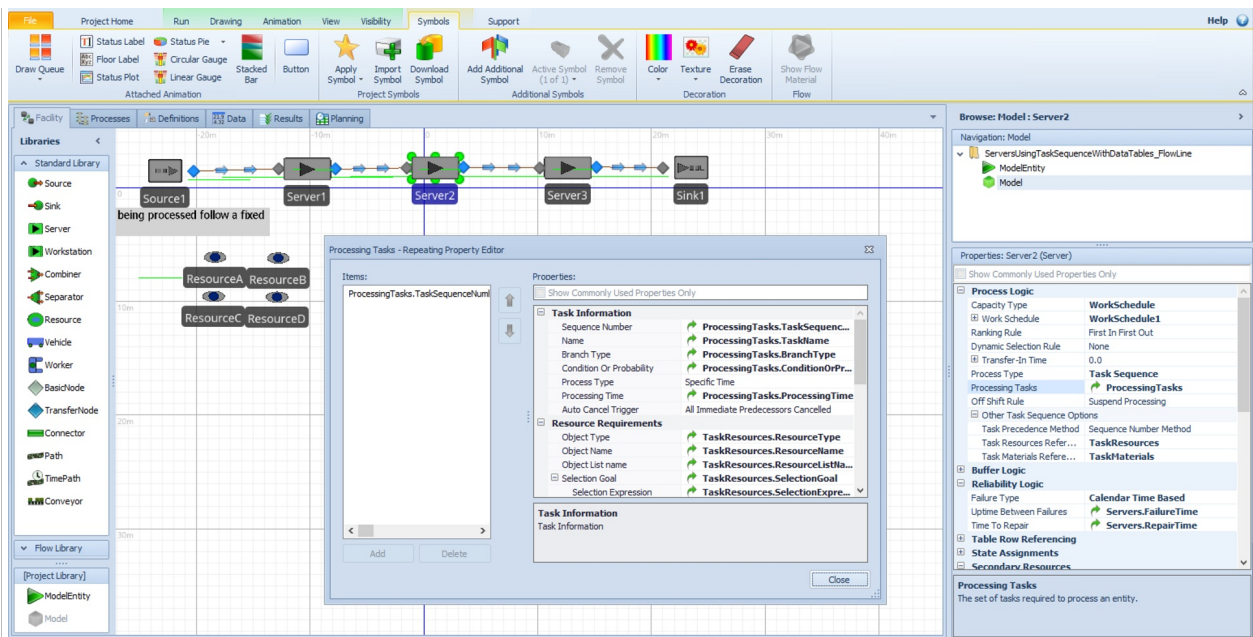 File Project Home Run Drawing Animation View Visibility Symbols Support Help
Draw Queue
Status Label
Floor Label
Status Plot
Status Pie
Circular Gauge
Linear Gauge
Stacked Bar
Button
Attached Animation
Apply Symbol
Import Symbol
Download Symbol
Project Symbols
Add Additional Symbol
Active Symbol (1 of 1)
Remove Symbol
Additional Symbols
Color
Texture
Erase Decoration
Decoration
Show Flow Material
Flow
Facility Processes Definitions Data Results Planning
Libraries <
Standard Library
Source
Sink
Server
Workstation
Combiner
Separator
Resource
Vehicle
Worker
BasicNode
TransferNode
Connector
Path
TimePath
Conveyor
Flow Library
[Project Library]
ModelEntity
Model
-20m -10m 0 10m 20m 30m 40m
0
10m
20m
30m
Source1 Server1 Server2 Server3 Sink1
being processed follow a fixed
ResourceA ResourceB
ResourceC ResourceD
Processing Tasks - Repeating Property Editor
Items:
ProcessingTasks.TaskSequenceNuml
Add Delete
Properties:
Show Commonly Used Properties Only
Task Information
Sequence Number ProcessingTasks.TaskSequenc...
Name ProcessingTasks.TaskName
Branch Type ProcessingTasks.BranchType
Condition Or Probability ProcessingTasks.ConditionOrPr...
Process Type Specific Time
Processing Time ProcessingTasks.ProcessingTime
Auto Cancel Trigger All Immediate Predecessors Cancelled
Resource Requirements
Object Type TaskResources.ResourceType
Object Name TaskResources.ResourceName
Object List name TaskResources.ResourceListNa...
Selection Goal TaskResources.SelectionGoal
Selection Expression TaskResources.SelectionExpre...
Task Information
Task Information
Close
Browse: Model : Server2 >
Navigation: Model
ServersUsingTaskSequenceWithDataTables_FlowLine
ModelEntity
Model
Properties: Server2 (Server)
Show Commonly Used Properties Only
Process Logic
Capacity Type WorkSchedule
Work Schedule WorkSchedule1
Ranking Rule First In First Out
Dynamic Selection Rule None
Transfer-In Time 0.0
Process Type Task Sequence
Processing Tasks ProcessingTasks
Off Shift Rule Suspend Processing
Other Task Sequence Options
Task Precedence Method Sequence Number Method
Task Resources Refer... TaskResources
Task Materials Refere... TaskMaterials
Buffer Logic
Reliability Logic
Failure Type Calendar Time Based
Uptime Between Failures Servers.FailureTime
Time To Repair Servers.RepairTime
Table Row Referencing
State Assignments
Secondary Resources
Processing Tasks
The set of tasks required to process an entity.